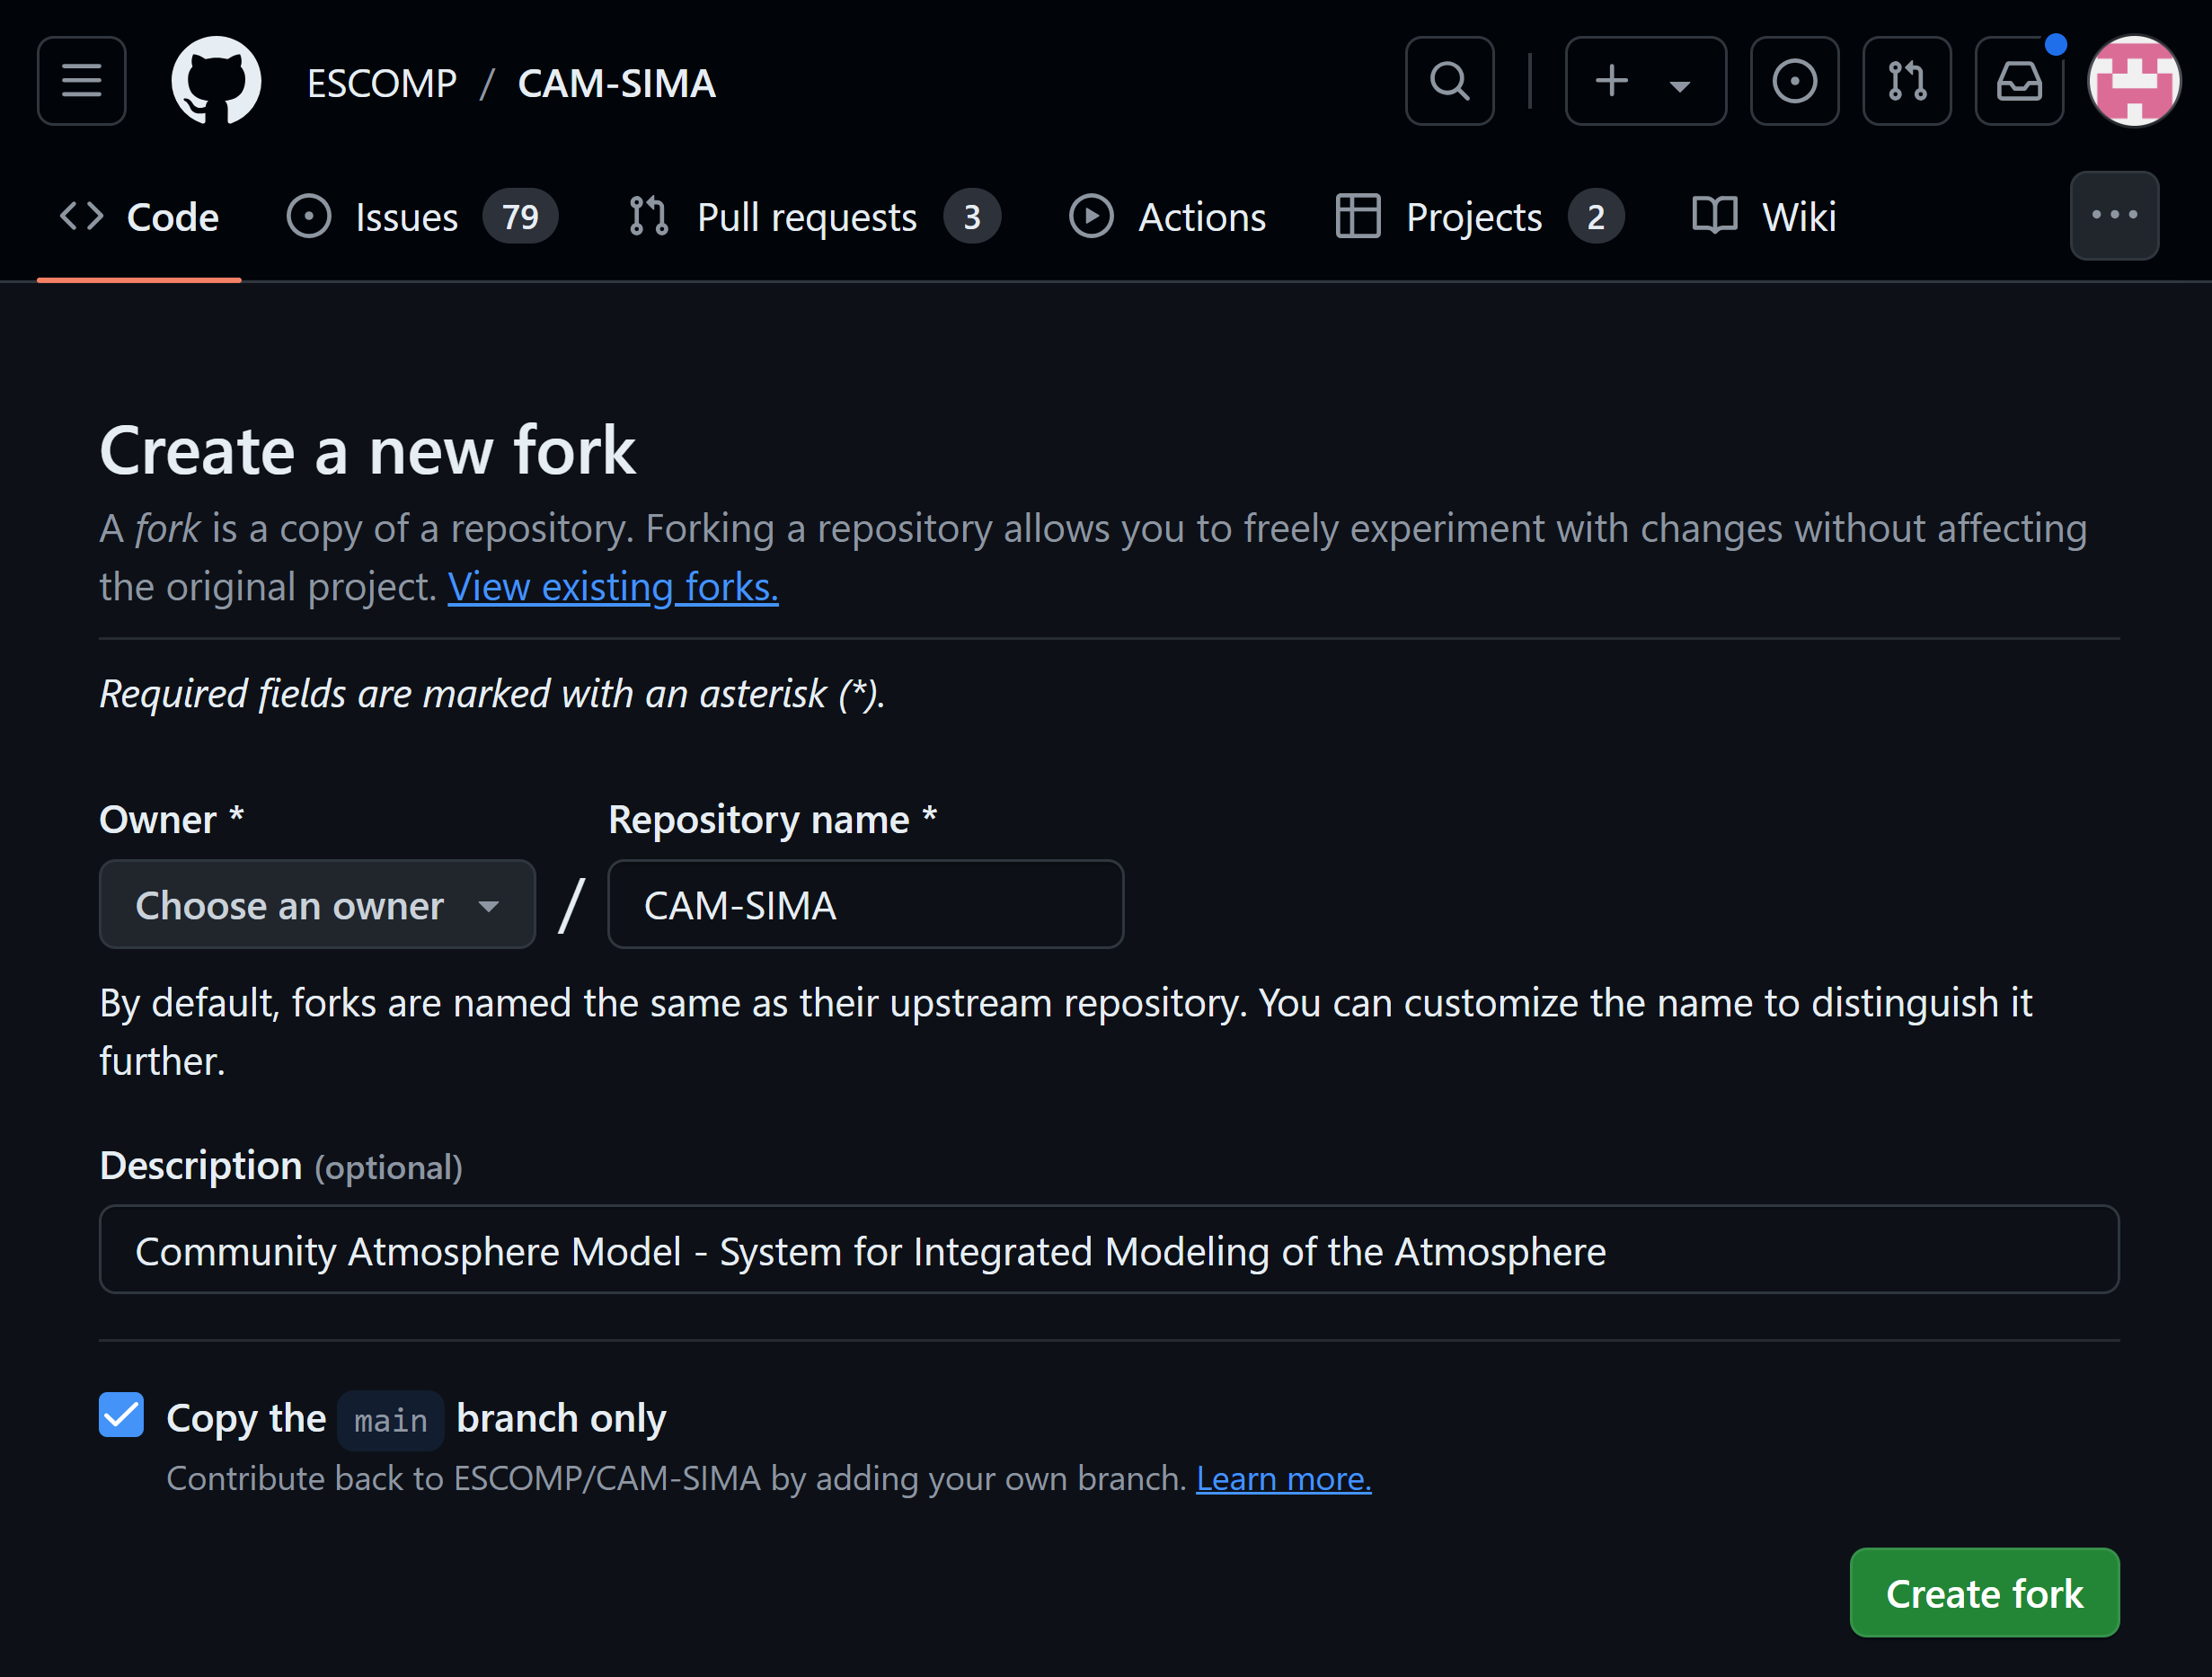 ESCOMP / CAM-SIMA
Code Issues 79 Pull requests 3 Actions Projects 2 Wiki
Create a new fork
A fork is a copy of a repository. Forking a repository allows you to freely experiment with changes without affecting
the original project. View existing forks.
Required fields are marked with an asterisk (*).
Owner * Repository name *
Choose an owner / CAM-SIMA
By default, forks are named the same as their upstream repository. You can customize the name to distinguish it
further.
Description (optional)
Community Atmosphere Model - System for Integrated Modeling of the Atmosphere
Copy the main branch only
Contribute back to ESCOMP/CAM-SIMA by adding your own branch. Learn more.
Create fork